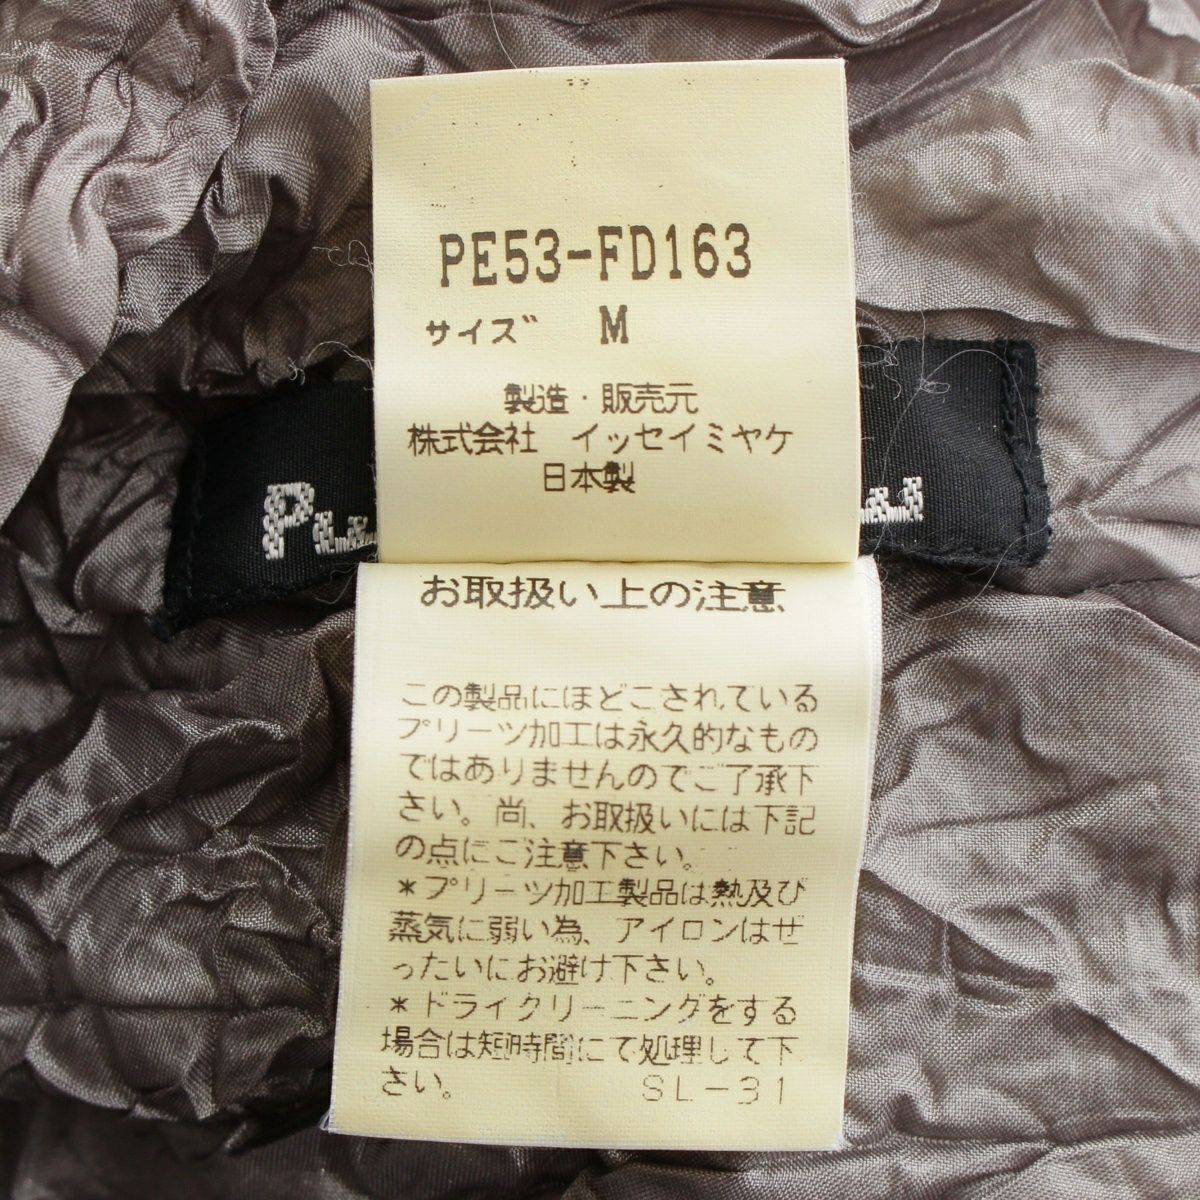 PE53-FD163
サイズ M
製造・販売元
株式会社 イッセイミヤケ
日本製
お取扱い上の注意
この製品にほどこされている
プリーツ加工は永久的なもの
ではありませんのでご了承下
さい。尚、お取扱いには下記
の点にご注意下さい。
*プリーツ加工製品は熱及び
蒸気に弱い為、アイロンはぜ
ったいにお避け下さい。
*ドライクリーニングをする
場合は短時間にて処理して下
さい。 SL-31